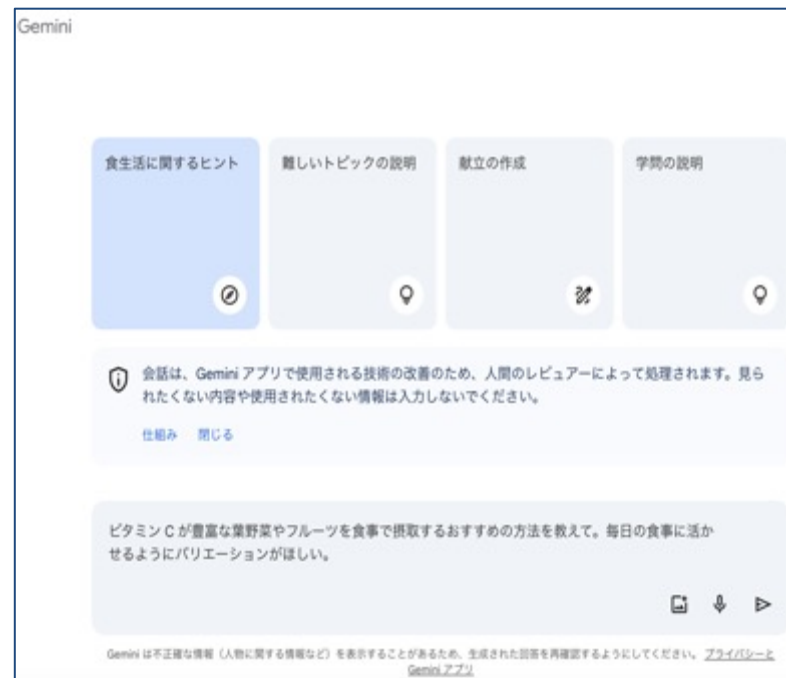 Gemini
食生活に関するヒント
難しいトピックの説明
献立の作成
学問の説明
会話は、Gemini アプリで使用される技術の改善のため、人間のレビュアーによって処理されます。見ら
れたくない内容や使用されたくない情報は入力しないでください。
仕組み 閉じる
ビタミン C が豊富な葉野菜やフルーツを食事で摂取するおすすめの方法を教えて。毎日の食事に活か
せるようにバリエーションがほしい。
Gemini は不正確な情報（人物に関する情報など）を表示することがあるため、生成された回答を再確認するようにしてください。プライバシーと
Gemini アプリ